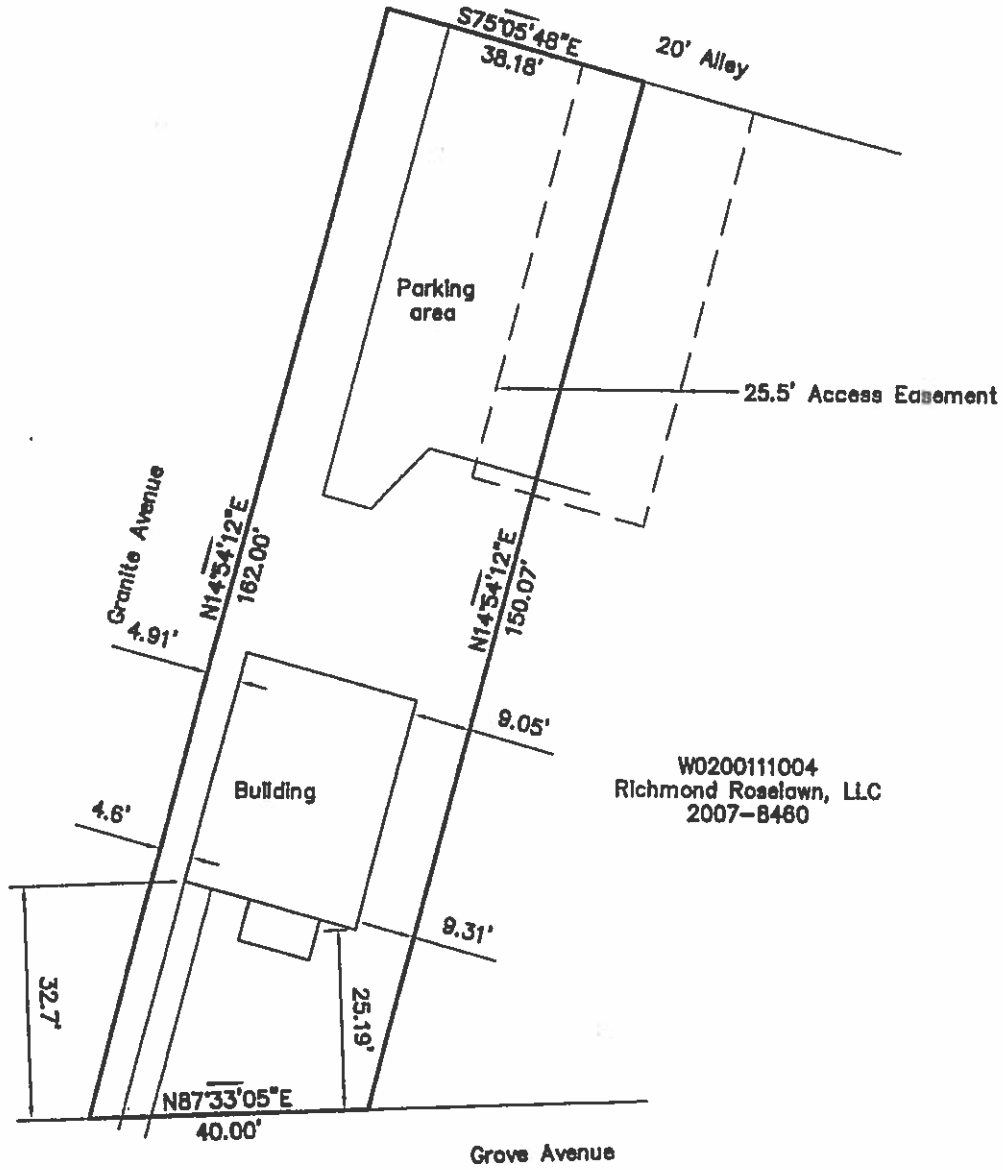 S75°05'48"E
38.18'
20' Alley
Parking
area
25.5' Access Easement
Granite Avenue
N14°54'12"E
162.00'
N14°54'12"E
150.07'
4.91'
9.05'
W0200111004
Richmond Roselawn, LLC
2007-8460
Building
4.6'
9.31'
32.7'
25.19'
N87°33'05"E
40.00'
Grove Avenue